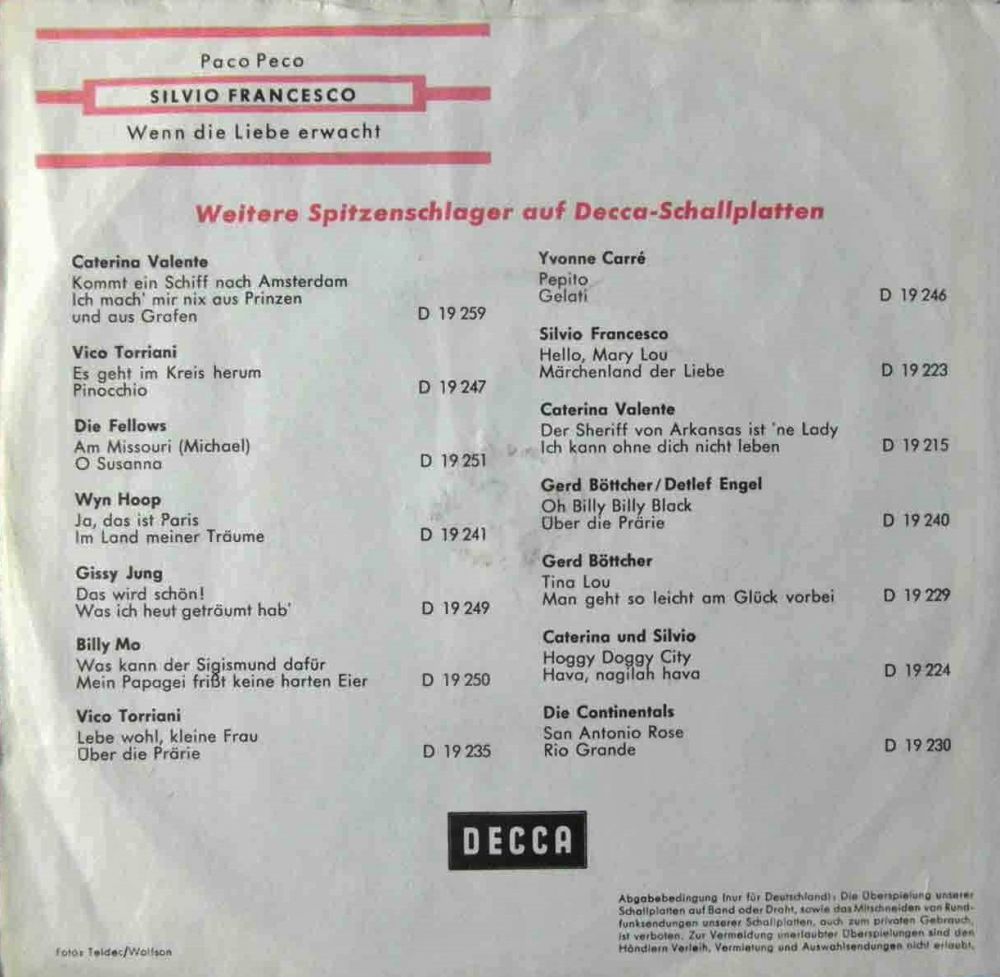 Paco Peco
SILVIO FRANCESCO
Wenn die Liebe erwacht
Weitere Spitzenschlager auf Decca-Schallplatten
Caterina Valente
Kommt ein Schiff nach Amsterdam
Ich mach' mir nix aus Prinzen
und aus Grafen D 19 259
Vico Torriani
Es geht im Kreis herum
Pinocchio D 19 247
Die Fellows
Am Missouri (Michael)
O Susanna D 19 251
Wyn Hoop
Ja, das ist Paris
Im Land meiner Träume D 19 241
Gissy Jung
Das wird schön!
Was ich heut geträumt hab' D 19 249
Billy Mo
Was kann der Sigismund dafür
Mein Papagei frißt keine harten Eier D 19 250
Vico Torriani
Lebe wohl, kleine Frau
Über die Prärie D 19 235
Yvonne Carré
Pepito
Gelati D 19 246
Silvio Francesco
Hello, Mary Lou
Märchenland der Liebe D 19 223
Caterina Valente
Der Sheriff von Arkansas ist 'ne Lady
Ich kann ohne dich nicht leben D 19 215
Gerd Böttcher/Detlef Engel
Oh Billy Billy Black
Über die Prärie D 19 240
Gerd Böttcher
Tina Lou
Man geht so leicht am Glück vorbei D 19 229
Caterina und Silvio
Hoggy Doggy City
Hava, nagilah hava D 19 224
Die Continentals
San Antonio Rose
Rio Grande D 19 230
DECCA
Abgabebedingung (nur für Deutschland): Die Überspielung unserer
Schallplatten auf Band oder Draht, sowie das Mitschneiden von Rund-
funksendungen unserer Schallplatten, auch zum privaten Gebrauch,
ist verboten. Zur Vermeidung unerlaubter Überspielungen sind den
Händlern Verleih, Vermietung und Auswahlsendungen nicht erlaubt.
Foto: Teldec/Wolfson